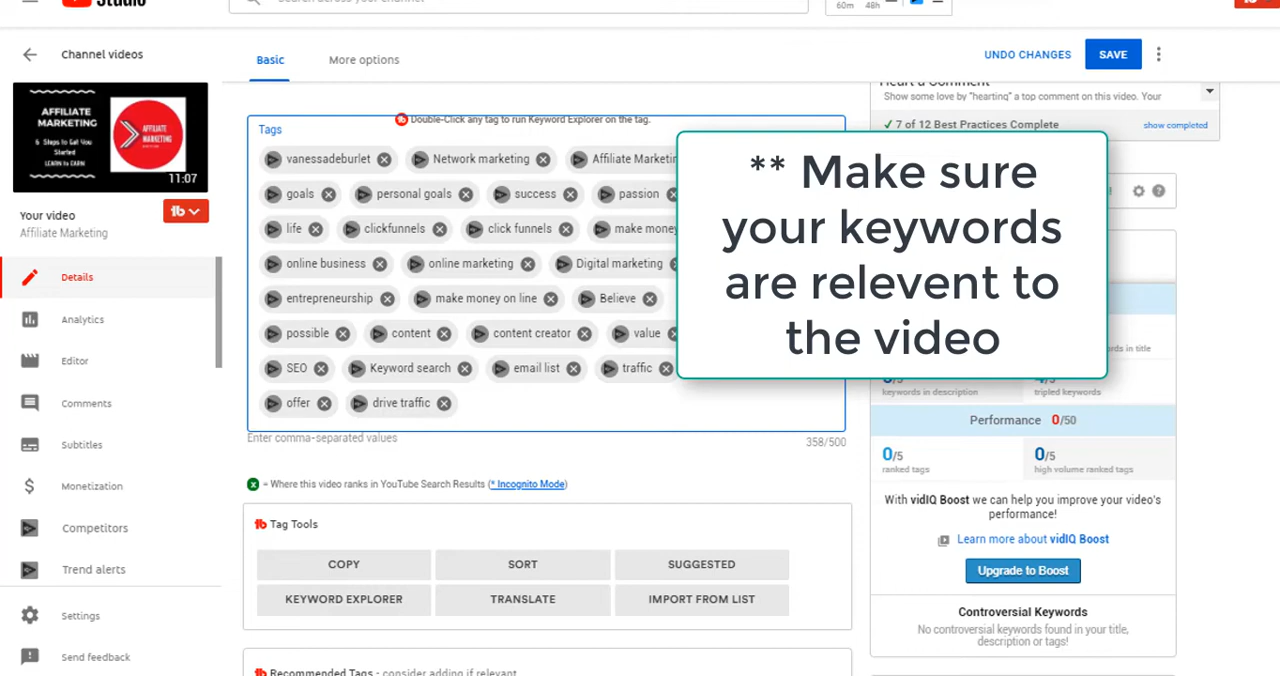 Studio
Search across your channel
60m 48h
Channel videos
Basic
More options
UNDO CHANGES
SAVE
AFFILIATE
MARKETING
6 Steps to Get You
Started
LEARN to EARN
AFFILIATE
MARKETING
11:07
Your video
Affiliate Marketing
Details
Analytics
Editor
Comments
Subtitles
Monetization
Competitors
Trend alerts
Settings
Send feedback
Double-Click any tag to run Keyword Explorer on the tag.
Tags
vanessadeburlet Network marketing Affiliate Marketin
goals personal goals success passion
life clickfunnels click funnels make money
online business online marketing Digital marketing
entrepreneurship make money on line Believe
possible content content creator value
SEO Keyword search email list traffic
offer drive traffic
Enter comma-separated values
358/500
= Where this video ranks in YouTube Search Results (* Incognito Mode)
Tag Tools
COPY SORT SUGGESTED
KEYWORD EXPLORER TRANSLATE IMPORT FROM LIST
Recommended Tags - consider adding if relevant
Heart a Comment
Show some love by "hearting" a top comment on this video. Your
✓ 7 of 12 Best Practices Complete
show completed
** Make sure
your keywords
are relevent to
the video
rds in title
keywords in description
tripled keywords
Performance 0/50
0/5
ranked tags
0/5
high volume ranked tags
With vidIQ Boost we can help you improve your video's
performance!
Learn more about vidIQ Boost
Upgrade to Boost
Controversial Keywords
No controversial keywords found in your title,
description or tags!